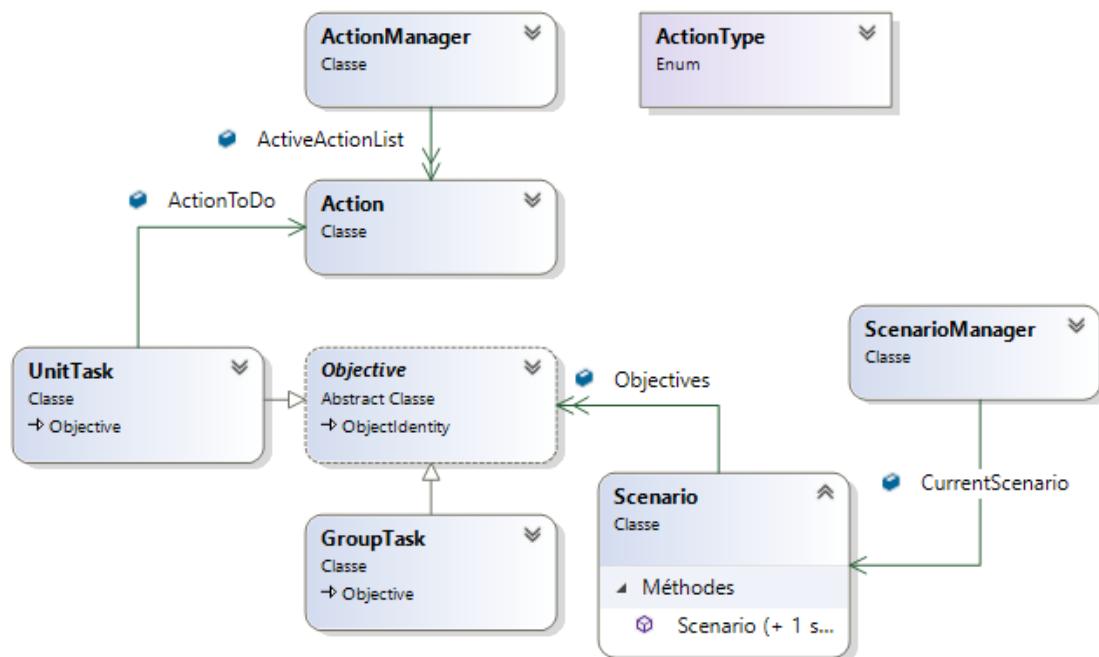 ActionManager
Classe
ActionType
Enum
ActiveActionList
ActionToDo
Action
Classe
ScenarioManager
Classe
UnitTask
Classe
Objective
Objective
Abstract Classe
ObjectIdentity
Objectives
CurrentScenario
Scenario
Classe
GroupTask
Classe
Objective
Méthodes
Scenario (+ 1 s...